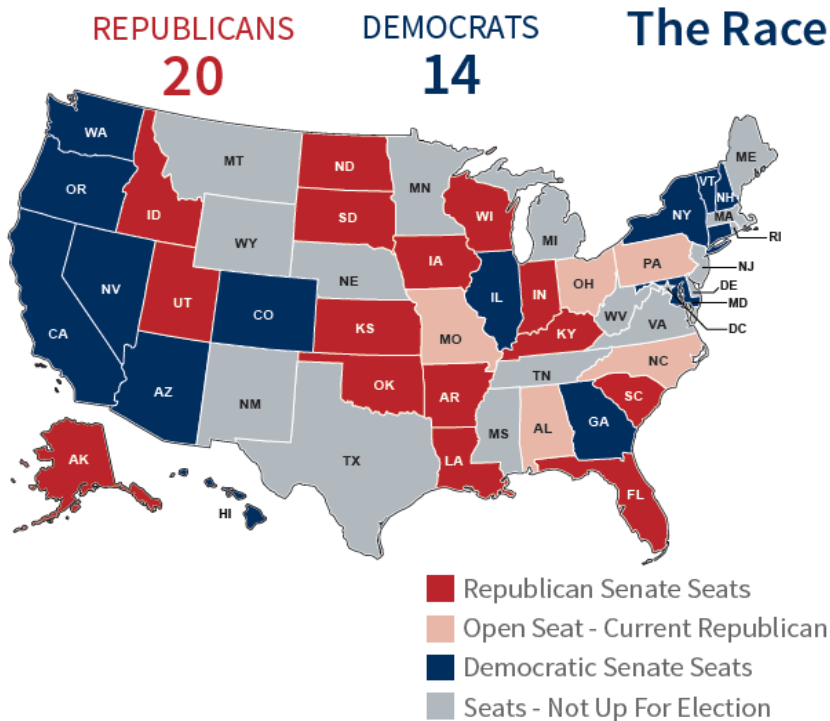 REPUBLICANS
20
DEMOCRATS
14
The Race
WA
OR
CA
NV
ID
MT
WY
UT
AZ
CO
NM
ND
SD
NE
KS
OK
TX
MN
IA
MO
AR
LA
WI
IL
MI
IN
OH
KY
TN
MS
AL
GA
FL
SC
NC
VA
WV
PA
NY
VT
NH
MA
ME
RI
NJ
DE
MD
DC
AK
HI
Republican Senate Seats
Open Seat - Current Republican
Democratic Senate Seats
Seats - Not Up For Election